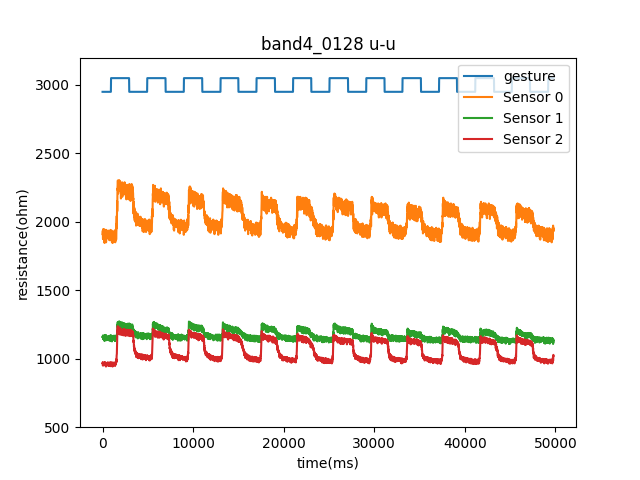 band4_0128 u-u
gesture
Sensor 0
Sensor 1
Sensor 2
resistance(ohm)
3000
2500
2000
1500
1000
500
0
10000
20000
30000
40000
50000
time(ms)